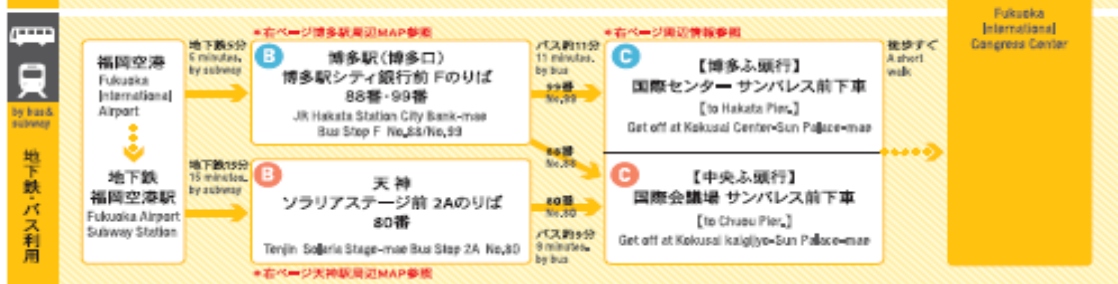 by bus & subway
地下鉄・バス利用
福岡空港
Fukuoka
International
Airport
地下鉄
福岡空港駅
Fukuoka Airport
Subway Station
地下鉄5分
5 minutes,
by subway
地下鉄15分
15 minutes,
by subway
*右ページ博多駅周辺MAP参照
B
博多駅(博多口)
博多駅シティ銀行前 Fのりば
88番・99番
JR Hakata Station City Bank-mae
Bus Stop F No,88/No,99
B
天神
ソラリアステージ前 2Aのりば
80番
Tenjin Solaria Stage-mae Bus Stop 2A No,80
*右ページ天神駅周辺MAP参照
バス約11分
11 minutes,
by bus
99番
No,99
88番
No,88
80番
No,80
バス約9分
9 minutes,
by bus
*右ページ周辺情報参照
C
【博多ふ頭行】
国際センター サンパレス前下車
[to Hakata Pier,]
Get off at Kokusai Center-Sun Palace-mae
C
【中央ふ頭行】
国際会議場 サンパレス前下車
[to Chuou Pier,]
Get off at Kokusai kaigijyo-Sun Palace-mae
徒歩すぐ
A short
walk
Fukuoka
International
Congress Center